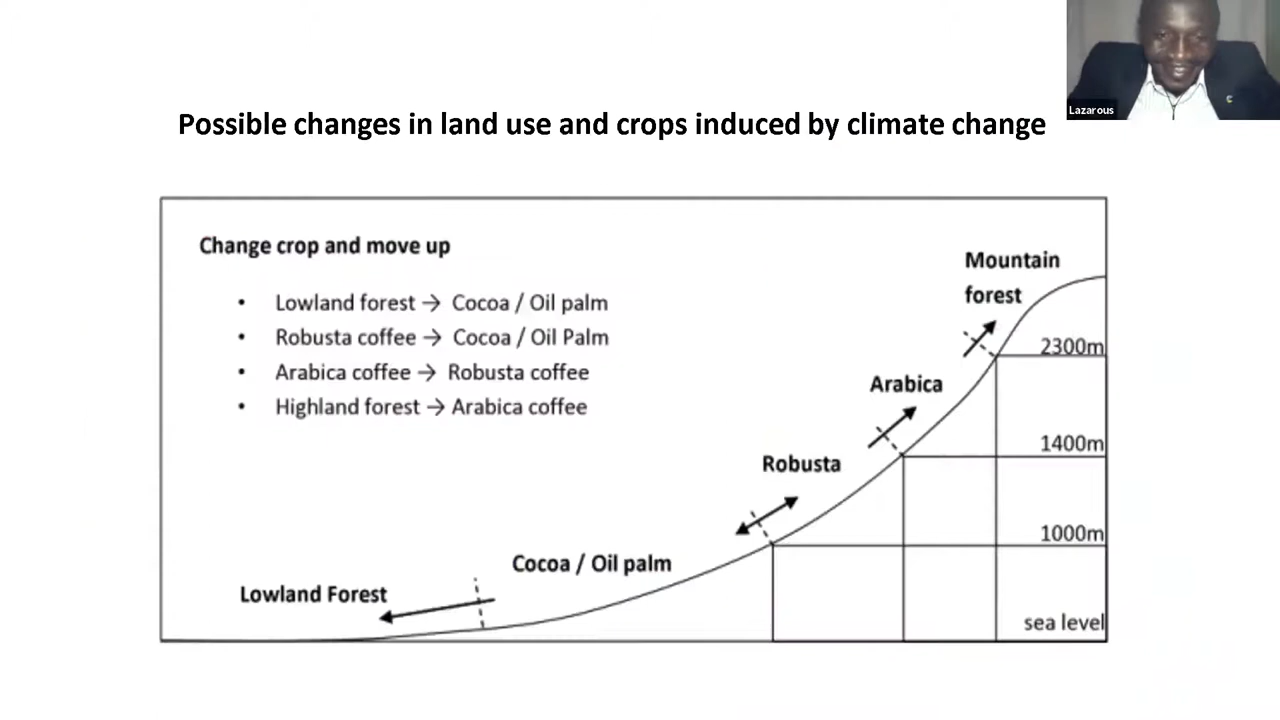 Lazarous
Possible changes in land use and crops induced by climate change
Change crop and move up
• Lowland forest → Cocoa / Oil palm
• Robusta coffee → Cocoa / Oil Palm
• Arabica coffee → Robusta coffee
• Highland forest → Arabica coffee
Mountain
forest
2300m
Arabica
1400m
Robusta
1000m
Cocoa / Oil palm
Lowland Forest
sea level